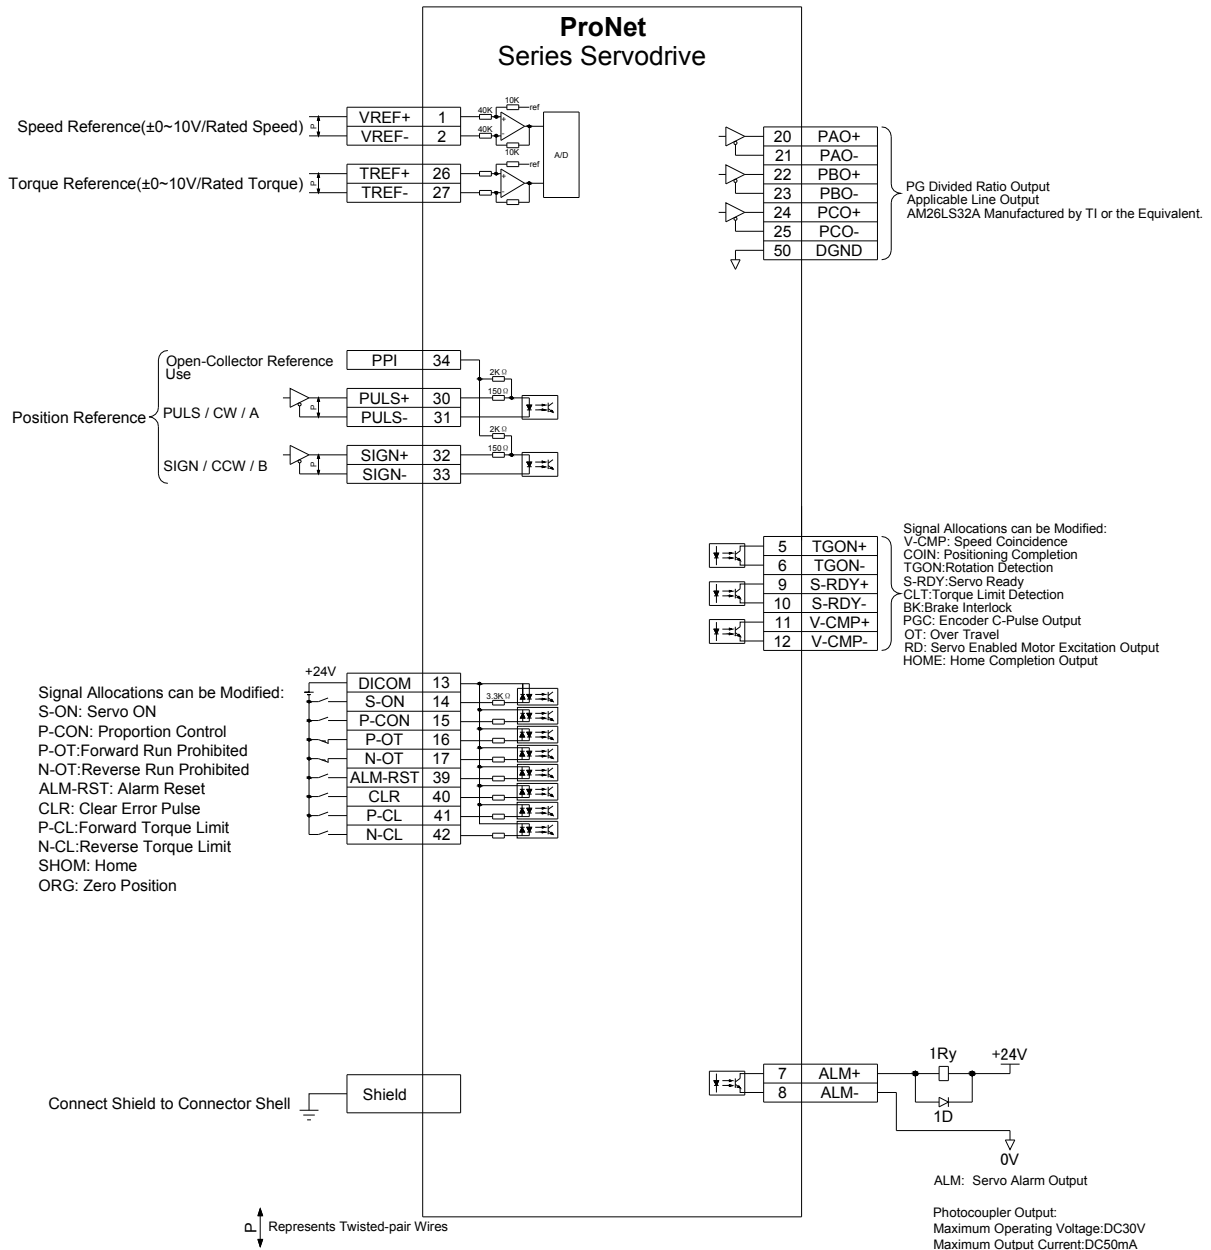 ProNet
Series Servodrive
Speed Reference(±0~10V/Rated Speed)
P
VREF+ 1
VREF- 2
40K
40K
10K
10K
ref
A/D
Torque Reference(±0~10V/Rated Torque)
P
TREF+ 26
TREF- 27
ref
20 PAO+
21 PAO-
22 PBO+
23 PBO-
24 PCO+
25 PCO-
50 DGND
PG Divided Ratio Output
Applicable Line Output
AM26LS32A Manufactured by TI or the Equivalent.
Position Reference
Open-Collector Reference
Use
PPI 34
2KΩ
150Ω
PULS / CW / A
P
PULS+ 30
PULS- 31
2KΩ
150Ω
SIGN / CCW / B
P
SIGN+ 32
SIGN- 33
5 TGON+
6 TGON-
9 S-RDY+
10 S-RDY-
11 V-CMP+
12 V-CMP-
Signal Allocations can be Modified:
V-CMP: Speed Coincidence
COIN: Positioning Completion
TGON:Rotation Detection
S-RDY:Servo Ready
CLT:Torque Limit Detection
BK:Brake Interlock
PGC: Encoder C-Pulse Output
OT: Over Travel
RD: Servo Enabled Motor Excitation Output
HOME: Home Completion Output
Signal Allocations can be Modified:
S-ON: Servo ON
P-CON: Proportion Control
P-OT:Forward Run Prohibited
N-OT:Reverse Run Prohibited
ALM-RST: Alarm Reset
CLR: Clear Error Pulse
P-CL:Forward Torque Limit
N-CL:Reverse Torque Limit
SHOM: Home
ORG: Zero Position
+24V
DICOM 13
S-ON 14
3.3KΩ
P-CON 15
P-OT 16
N-OT 17
ALM-RST 39
CLR 40
P-CL 41
N-CL 42
Connect Shield to Connector Shell
Shield
7 ALM+
8 ALM-
1Ry
+24V
1D
0V
ALM: Servo Alarm Output
Photocoupler Output:
Maximum Operating Voltage:DC30V
Maximum Output Current:DC50mA
P Represents Twisted-pair Wires